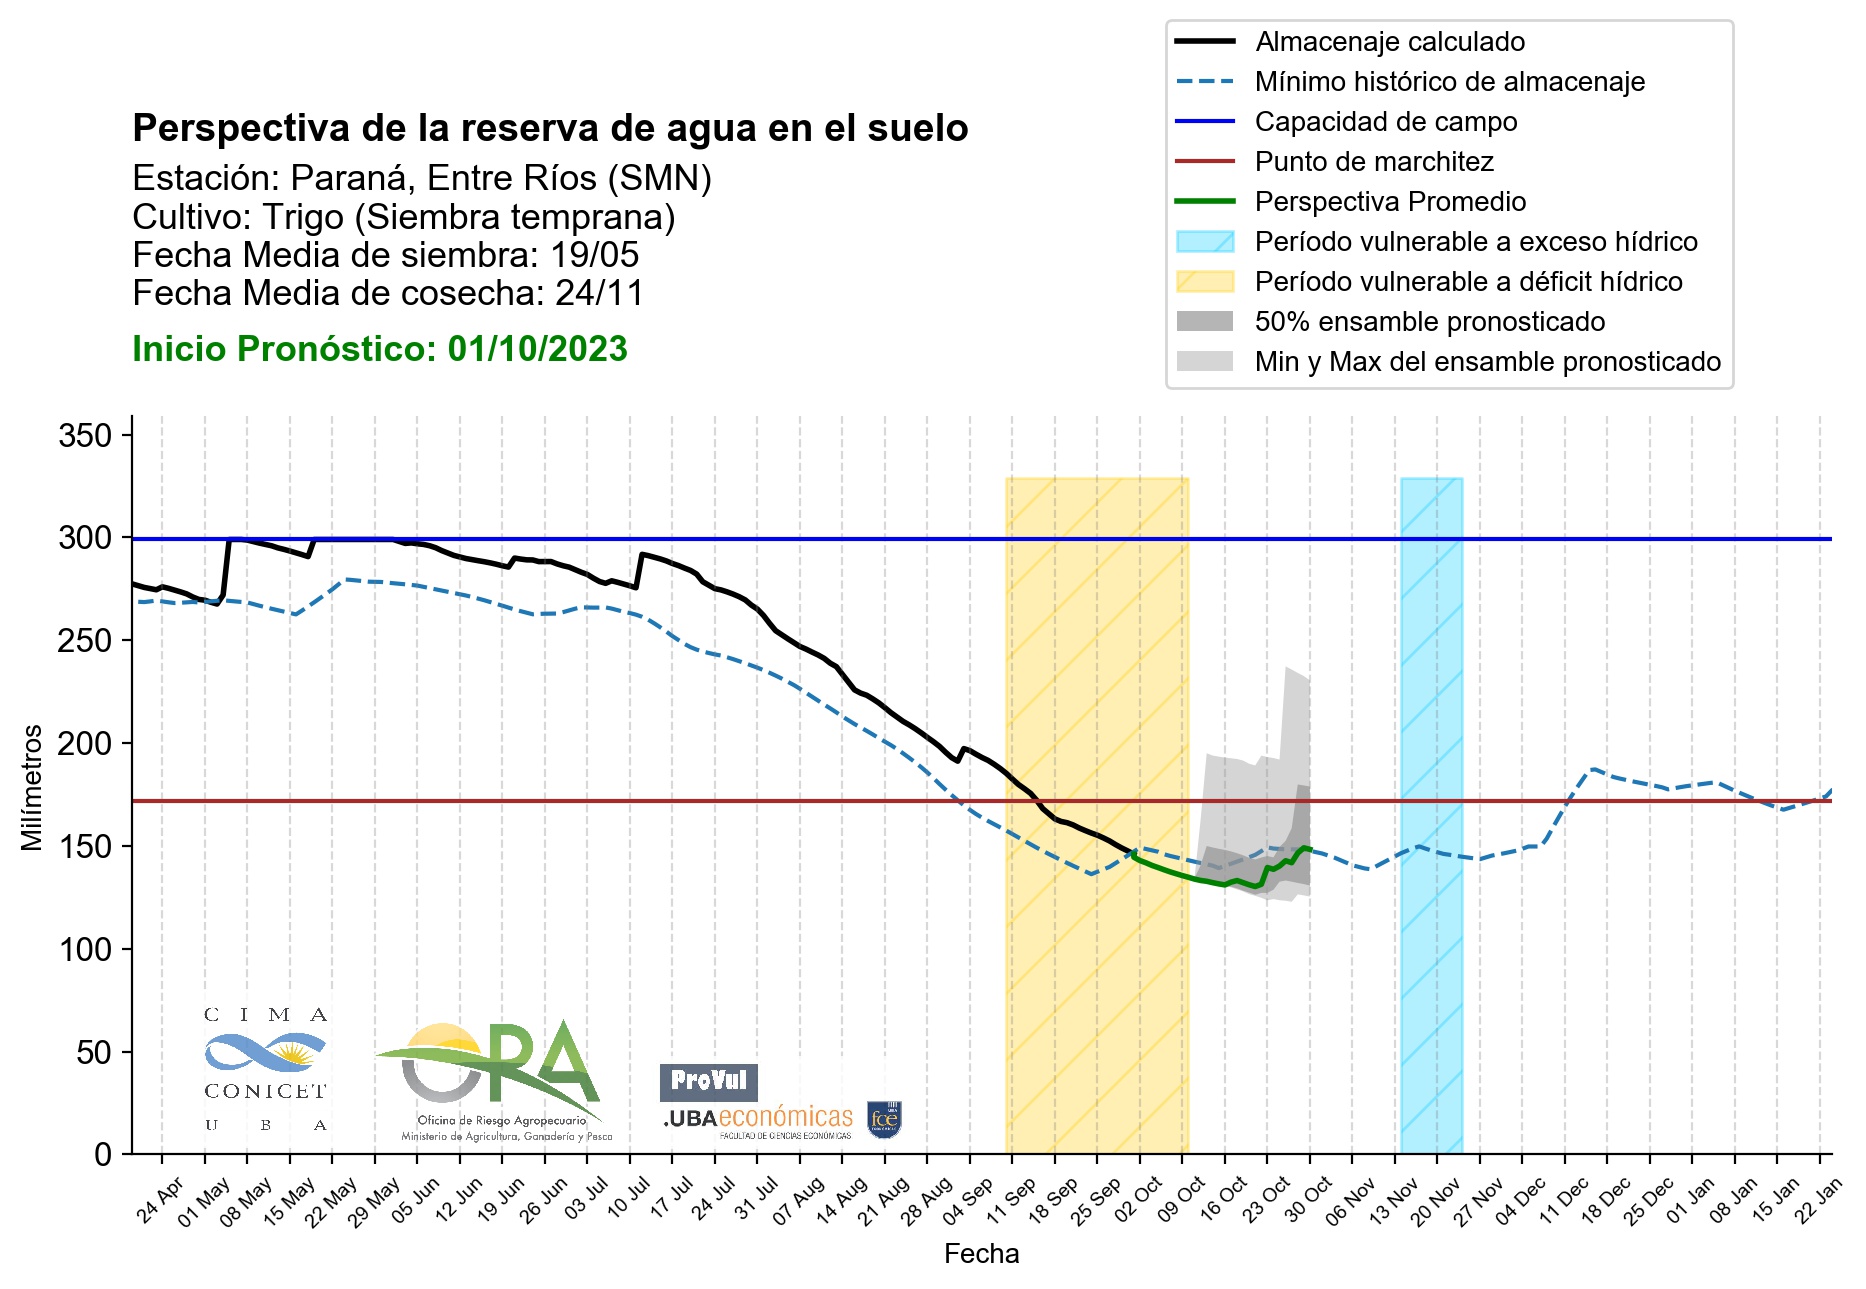 Almacenaje calculado
Mínimo histórico de almacenaje
Capacidad de campo
Punto de marchitez
Perspectiva Promedio
Período vulnerable a exceso hídrico
Período vulnerable a déficit hídrico
50% ensamble pronosticado
Min y Max del ensamble pronosticado
Perspectiva de la reserva de agua en el suelo
Estación: Paraná, Entre Ríos (SMN)
Cultivo: Trigo (Siembra temprana)
Fecha Media de siembra: 19/05
Fecha Media de cosecha: 24/11
Inicio Pronóstico: 01/10/2023
350
300
250
200
150
100
50
0
Milímetros
C I M A
CONICET
U B A
OPA
Oficina de Riesgo Agropecuario
Ministerio de Agricultura, Ganadería y Pesca
ProVul
.UBAeconómicas
FACULTAD DE CIENCIAS ECONÓMICAS
fce
24 Apr
01 May
08 May
15 May
22 May
29 May
05 Jun
12 Jun
19 Jun
26 Jun
03 Jul
10 Jul
17 Jul
24 Jul
31 Jul
07 Aug
14 Aug
21 Aug
28 Aug
04 Sep
11 Sep
18 Sep
25 Sep
02 Oct
09 Oct
16 Oct
23 Oct
30 Oct
06 Nov
13 Nov
20 Nov
27 Nov
04 Dec
11 Dec
18 Dec
25 Dec
01 Jan
08 Jan
15 Jan
22 Jan
Fecha